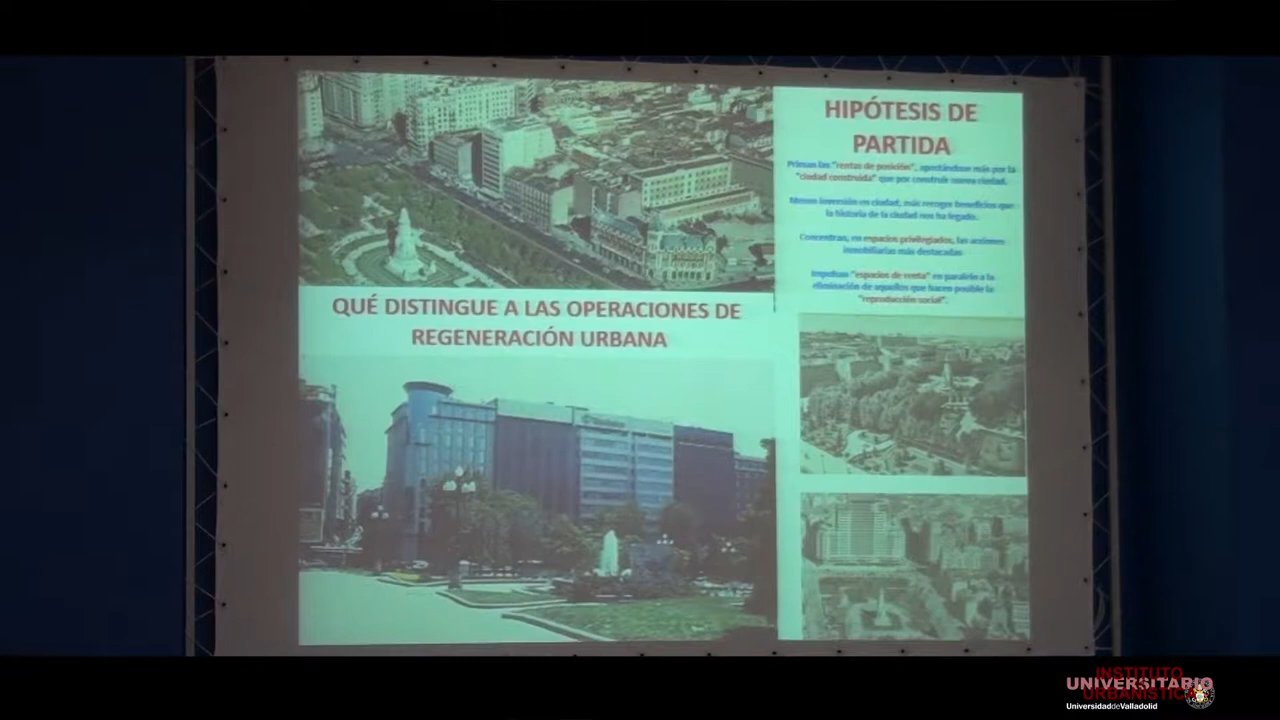 HIPÓTESIS DE
PARTIDA
Priman las "rentas de posición", apostándose más por la
"ciudad construida" que por construir nueva ciudad.
Menos inversión en ciudad, más recoger beneficios que
la historia de la ciudad nos ha legado.
Concentran, en espacios privilegiados, las acciones
inmobiliarias más destacadas
Impulsan "espacios de renta" en paralelo a la
eliminación de aquellos que hacen posible la
"reproducción social".
QUÉ DISTINGUE A LAS OPERACIONES DE
REGENERACIÓN URBANA
INSTITUTO
UNIVERSITARIO
URBANÍSTICA
UniversidaddeValladolid